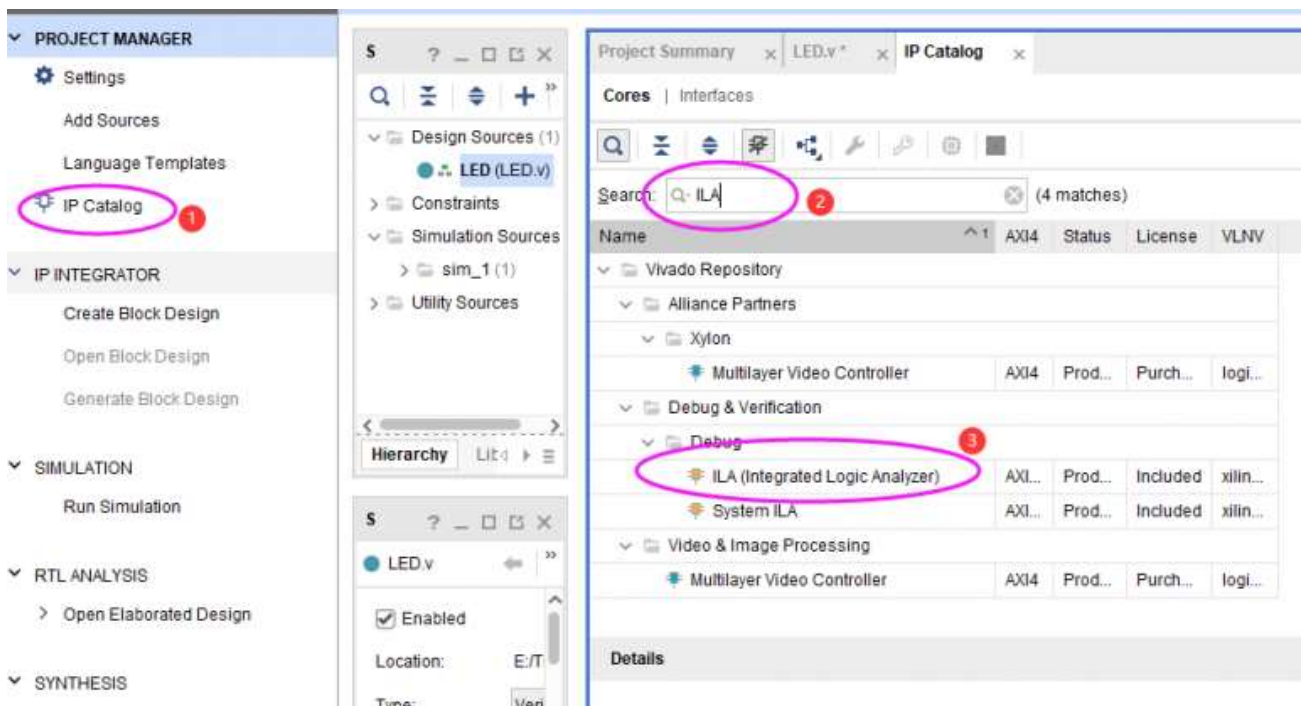 PROJECT MANAGER
Settings
Add Sources
Language Templates
IP Catalog
1
IP INTEGRATOR
Create Block Design
Open Block Design
Generate Block Design
SIMULATION
Run Simulation
RTL ANALYSIS
Open Elaborated Design
SYNTHESIS
S
Design Sources (1)
LED (LED.v)
Constraints
Simulation Sources
sim_1 (1)
Utility Sources
Hierarchy
S
LED.v
Enabled
Location: E:/T
Type: Veri
Project Summary LED.v * IP Catalog
Cores | Interfaces
Search: ILA 2 (4 matches)
Name 1 AXI4 Status License VLNV
Vivado Repository
Alliance Partners
Xylon
Multilayer Video Controller AXI4 Prod... Purch... logi...
Debug & Verification
Debug 3
ILA (Integrated Logic Analyzer) AXI... Prod... Included xilin...
System ILA AXI... Prod... Included xilin...
Video & Image Processing
Multilayer Video Controller AXI4 Prod... Purch... logi...
Details